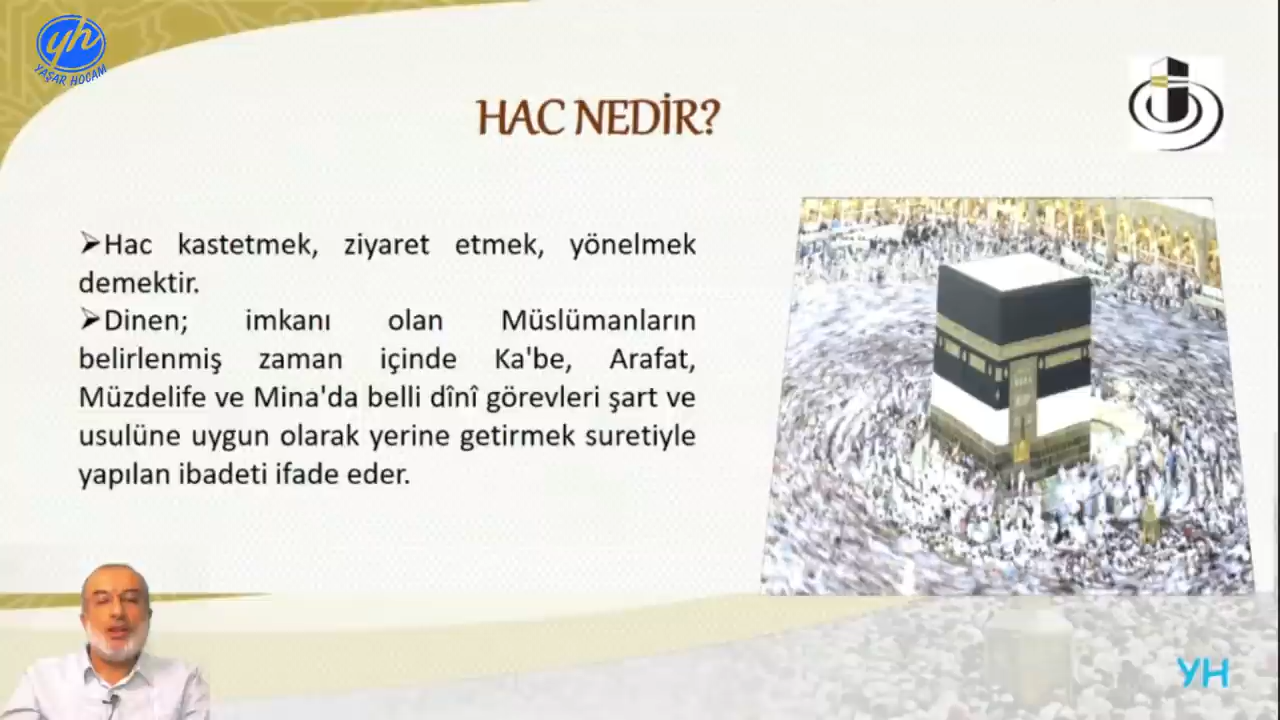 yh
YAŞAR HOCAM
HAC NEDİR?
➢Hac kastetmek, ziyaret etmek, yönelmek
demektir.
➢Dinen; imkanı olan Müslümanların
belirlenmiş zaman içinde Ka'be, Arafat,
Müzdelife ve Mina'da belli dînî görevleri şart ve
usulüne uygun olarak yerine getirmek suretiyle
yapılan ibadeti ifade eder.
YH